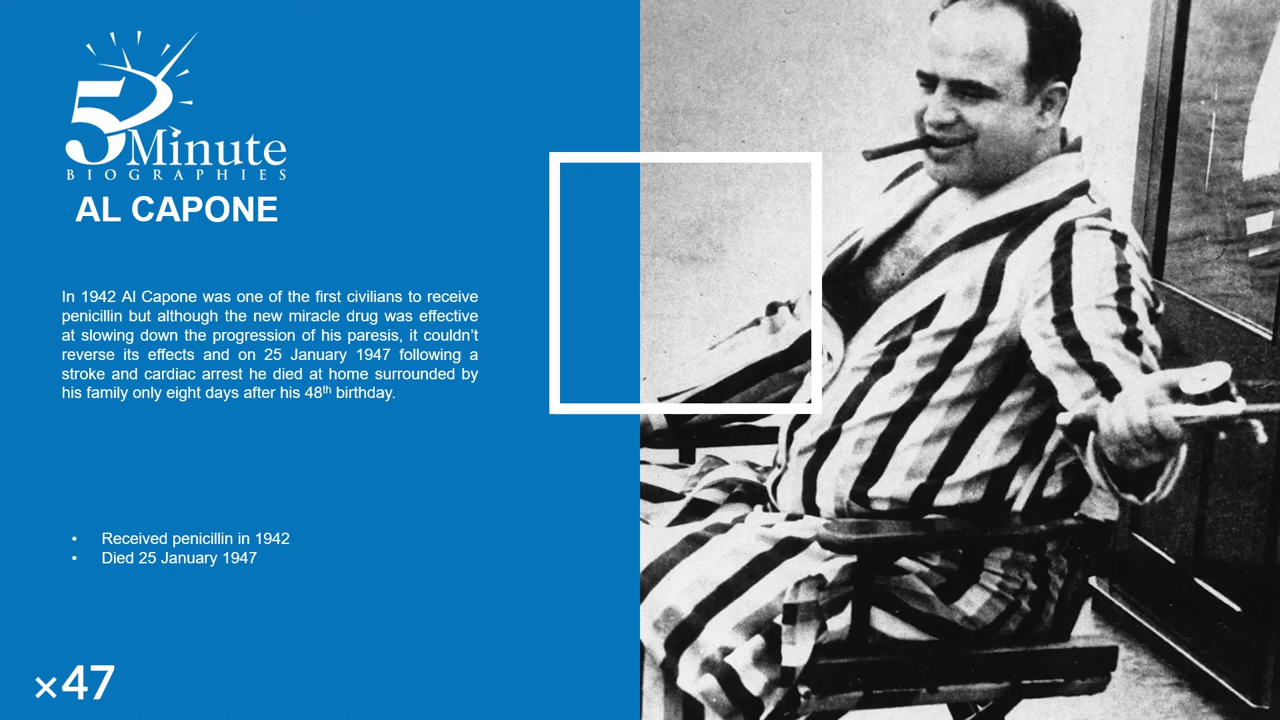 5 Minute
BIOGRAPHIES
AL CAPONE
In 1942 Al Capone was one of the first civilians to receive
penicillin but although the new miracle drug was effective
at slowing down the progression of his paresis, it couldn't
reverse its effects and on 25 January 1947 following a
stroke and cardiac arrest he died at home surrounded by
his family only eight days after his 48th birthday.
• Received penicillin in 1942
• Died 25 January 1947
×47